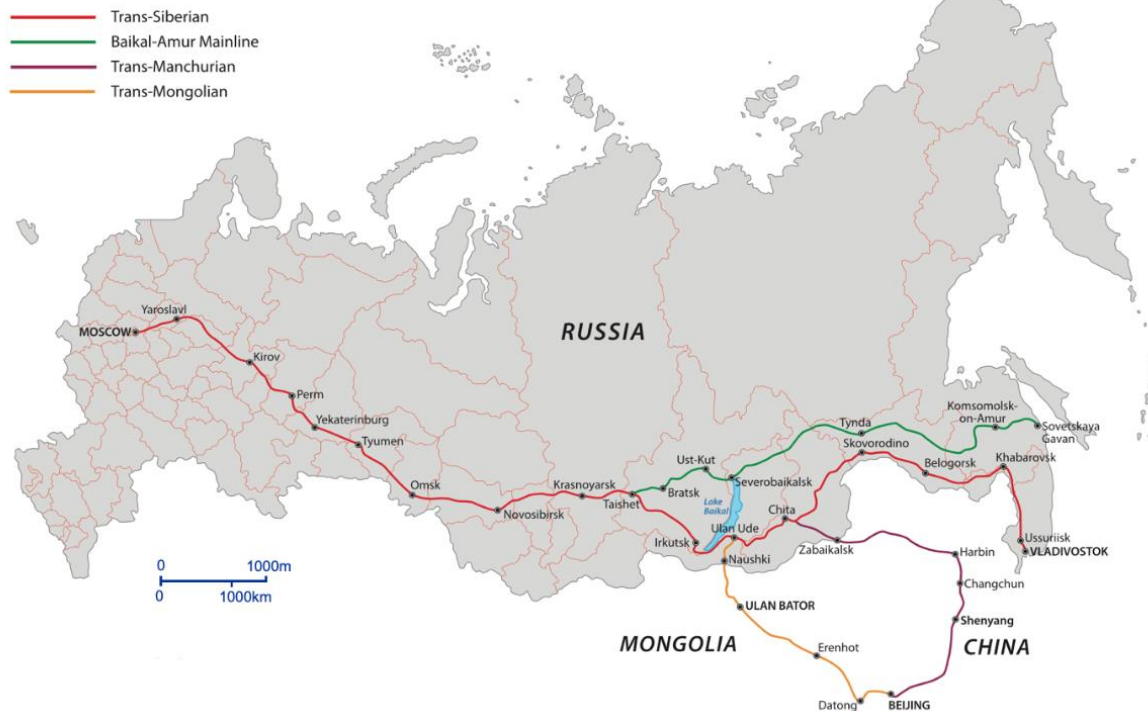 Trans-Siberian
Baikal-Amur Mainline
Trans-Manchurian
Trans-Mongolian
RUSSIA
Yaroslavl
MOSCOW
Kirov
Perm
Yekaterinburg
Tyumen
Omsk
Novosibirsk
Krasnoyarsk
Taishet
Bratsk
Ust-Kut
Severobaikalsk
Lake
Baikal
Irkutsk
Ulan Ude
Naushki
Chita
Zabaikalsk
Tynda
Skovorodino
Belogorsk
Komsomolsk-
on-Amur
Sovetskaya
Gavan
Khabarovsk
Ussuriisk
VLADIVOSTOK
Harbin
Changchun
Shenyang
ULAN BATOR
MONGOLIA
CHINA
Erenhot
Datong
BEIJING
0 1000m
0 1000km